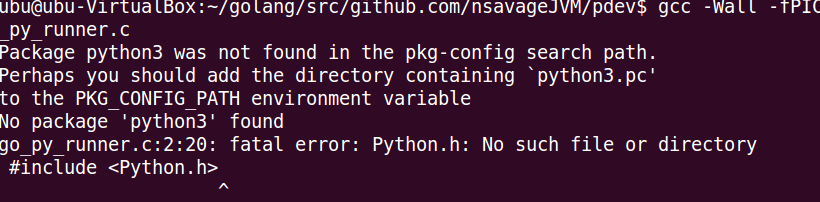 ubu@ubu-VirtualBox:~/golang/src/github.com/nsavageJVM/pdev$ gcc -Wall -fPIC
_py_runner.c
Package python3 was not found in the pkg-config search path.
Perhaps you should add the directory containing `python3.pc'
to the PKG_CONFIG_PATH environment variable
No package 'python3' found
go_py_runner.c:2:20: fatal error: Python.h: No such file or directory
 #include <Python.h>
                    ^